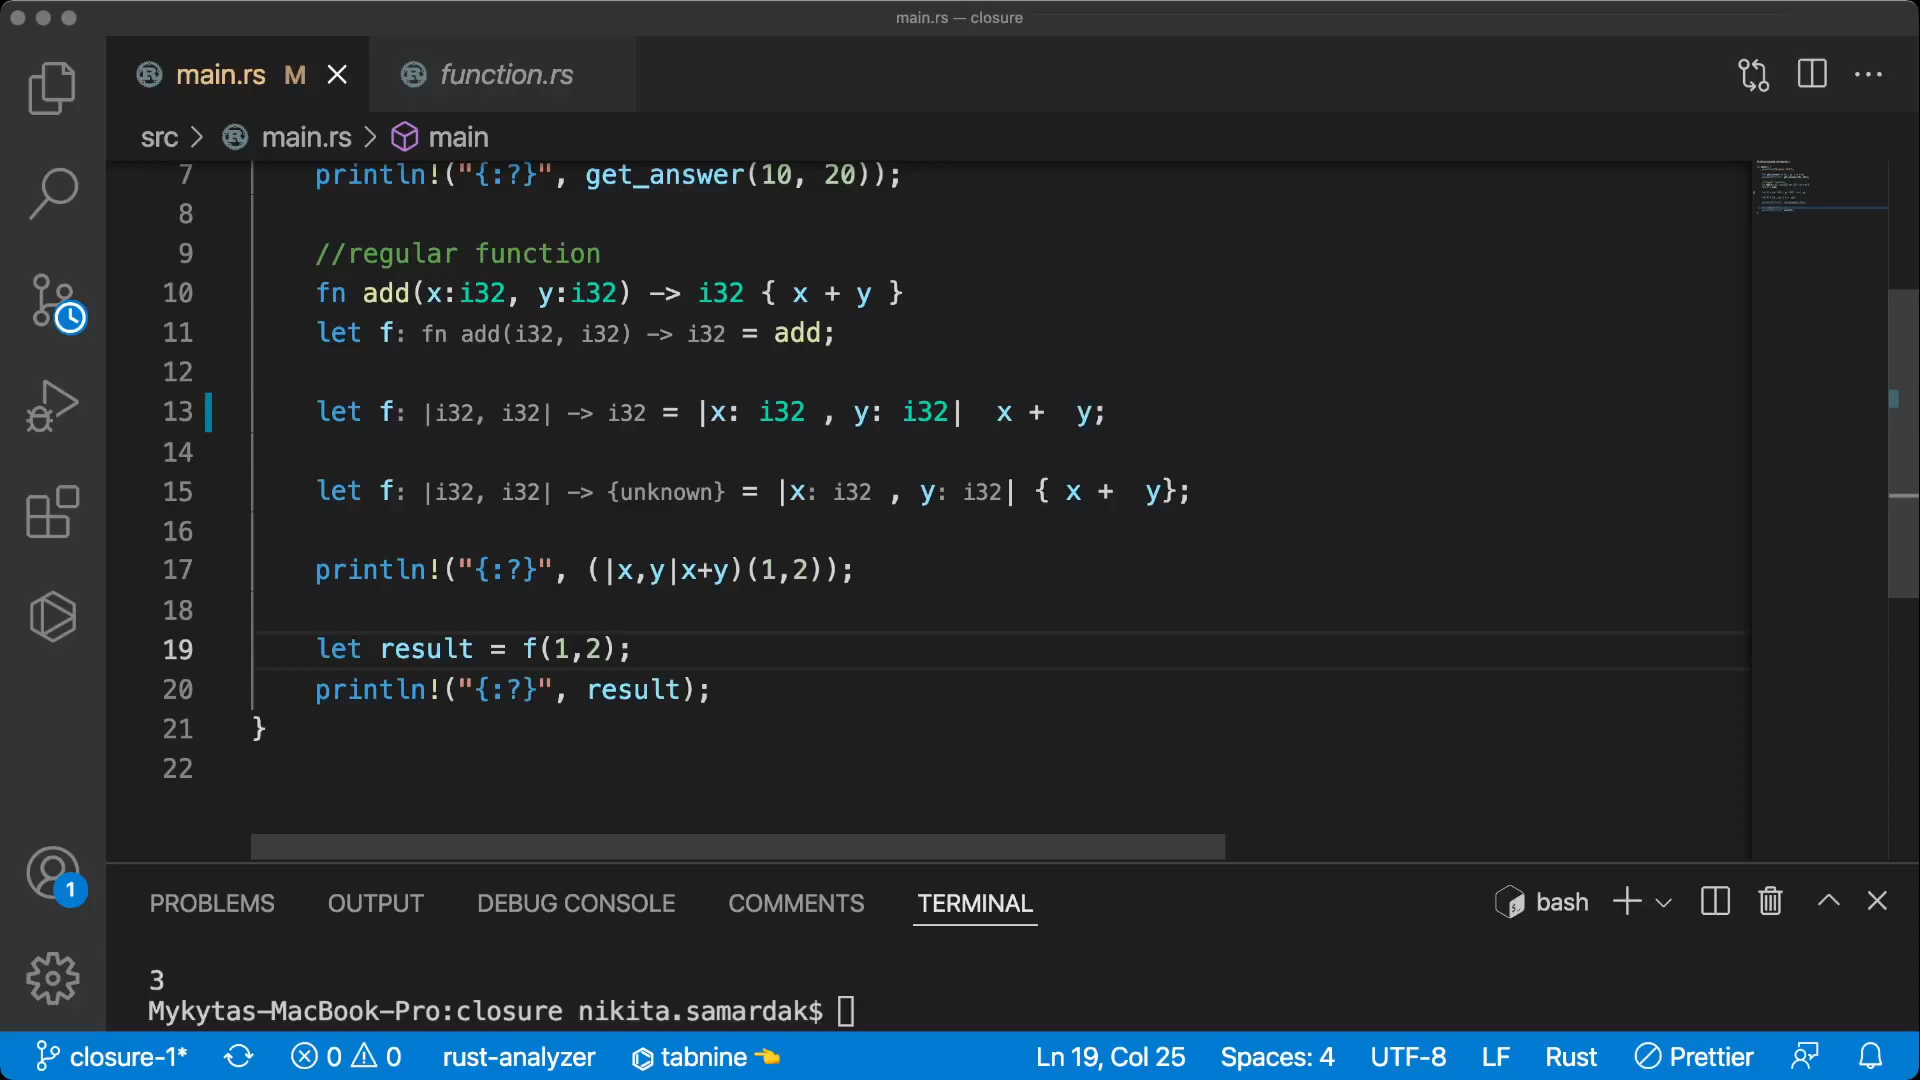 main.rs — closure
main.rs M
function.rs
src > main.rs > main
7 println!("{:?}", get_answer(10, 20));
8
9 //regular function
10 fn add(x:i32, y:i32) -> i32 { x + y }
11 let f: fn add(i32, i32) -> i32 = add;
12
13 let f: |i32, i32| -> i32 = |x: i32 , y: i32|  x +  y;
14
15 let f: |i32, i32| -> {unknown} = |x: i32 , y: i32| { x +  y};
16
17 println!("{:?}", (|x,y|x+y)(1,2));
18
19 let result = f(1,2);
20 println!("{:?}", result);
21 }
22
1
PROBLEMS OUTPUT DEBUG CONSOLE COMMENTS TERMINAL bash
3
Mykytas-MacBook-Pro:closure nikita.samardak$
closure-1* 0 0 rust-analyzer tabnine Ln 19, Col 25 Spaces: 4 UTF-8 LF Rust Prettier